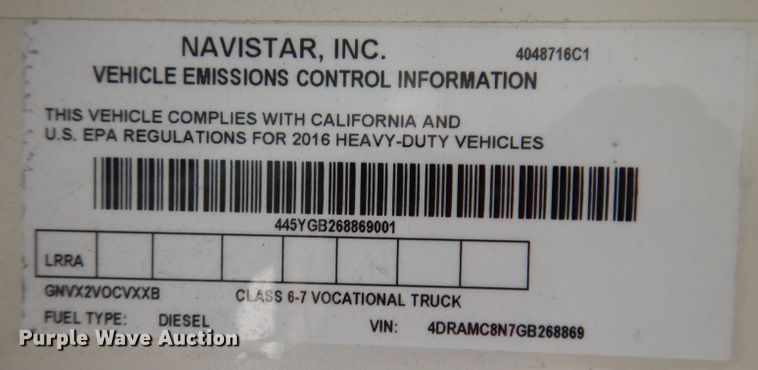 NAVISTAR, INC.
4048716C1
VEHICLE EMISSIONS CONTROL INFORMATION
THIS VEHICLE COMPLIES WITH CALIFORNIA AND
U.S. EPA REGULATIONS FOR 2016 HEAVY-DUTY VEHICLES
445YGB268869001
LRRA
GNVX2VOCVXXB CLASS 6-7 VOCATIONAL TRUCK
FUEL TYPE: DIESEL VIN: 4DRAMC8N7GB268869
Purple Wave Auction